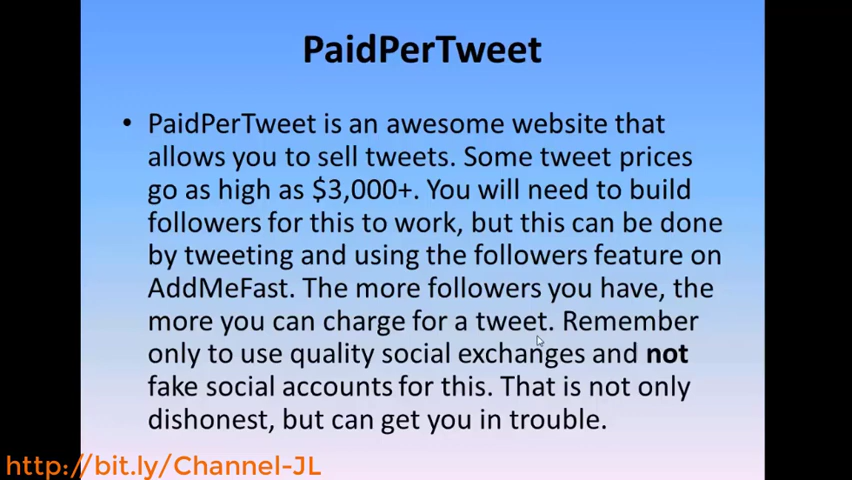 PaidPerTweet
• PaidPerTweet is an awesome website that
allows you to sell tweets. Some tweet prices
go as high as $3,000+. You will need to build
followers for this to work, but this can be done
by tweeting and using the followers feature on
AddMeFast. The more followers you have, the
more you can charge for a tweet. Remember
only to use quality social exchanges and not
fake social accounts for this. That is not only
dishonest, but can get you in trouble.
http://bit.ly/Channel-JL